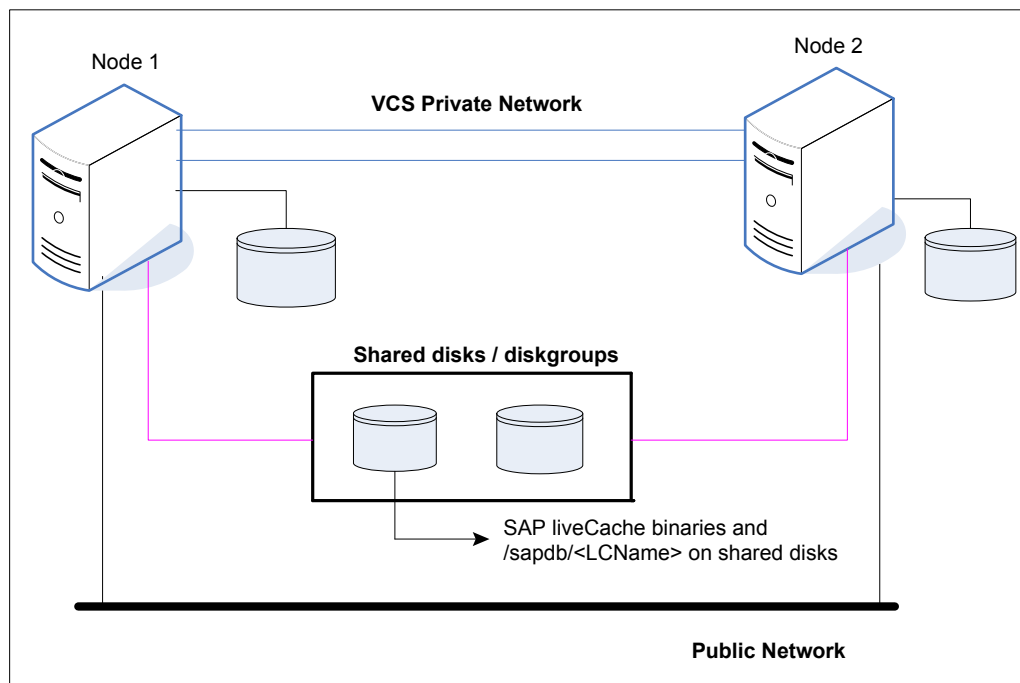 Node 1
Node 2
VCS Private Network
Shared disks / diskgroups
SAP liveCache binaries and
/sapdb/<LCName> on shared disks
Public Network